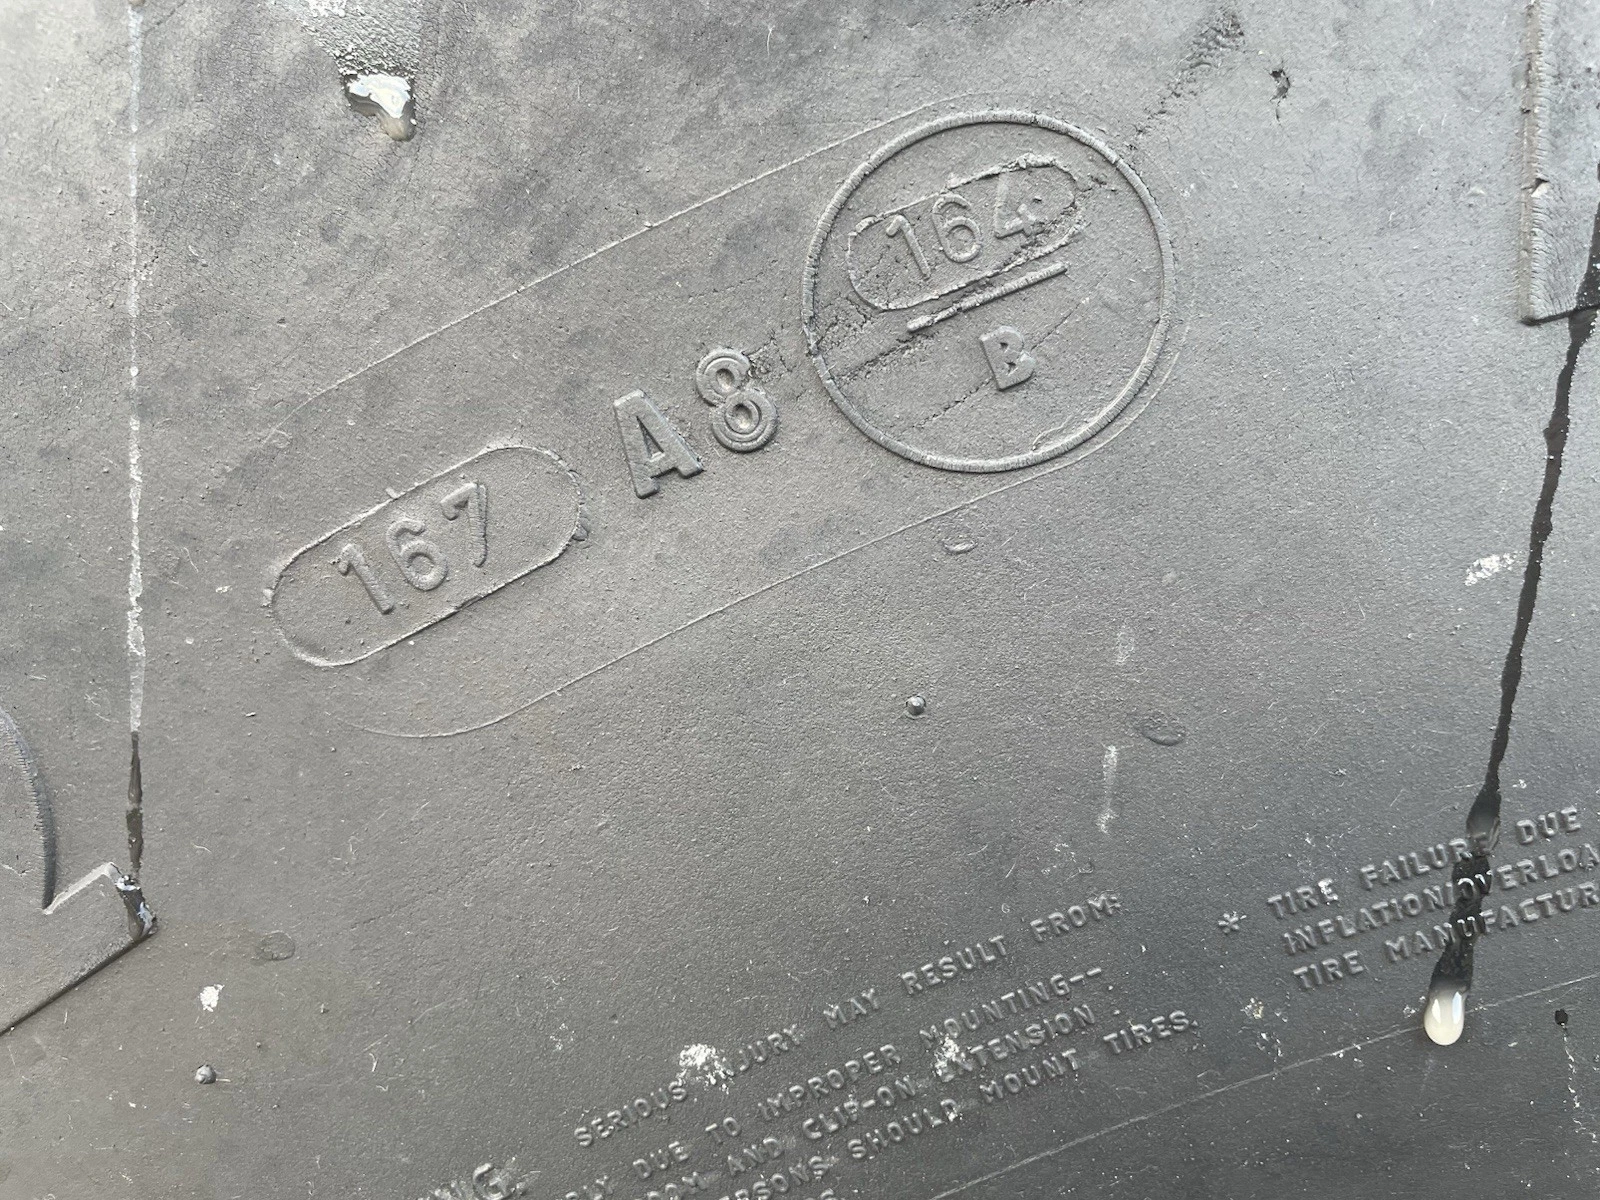 167 A8 164
B
SERIOUS INJURY MAY RESULT FROM:
DUE TO IMPROPER MOUNTING--
AND CLIP-ON EXTENSION
SHOULD MOUNT TIRES.
* TIRE FAILURE DUE
INFLATION/OVERLOA
TIRE MANUFACTUR